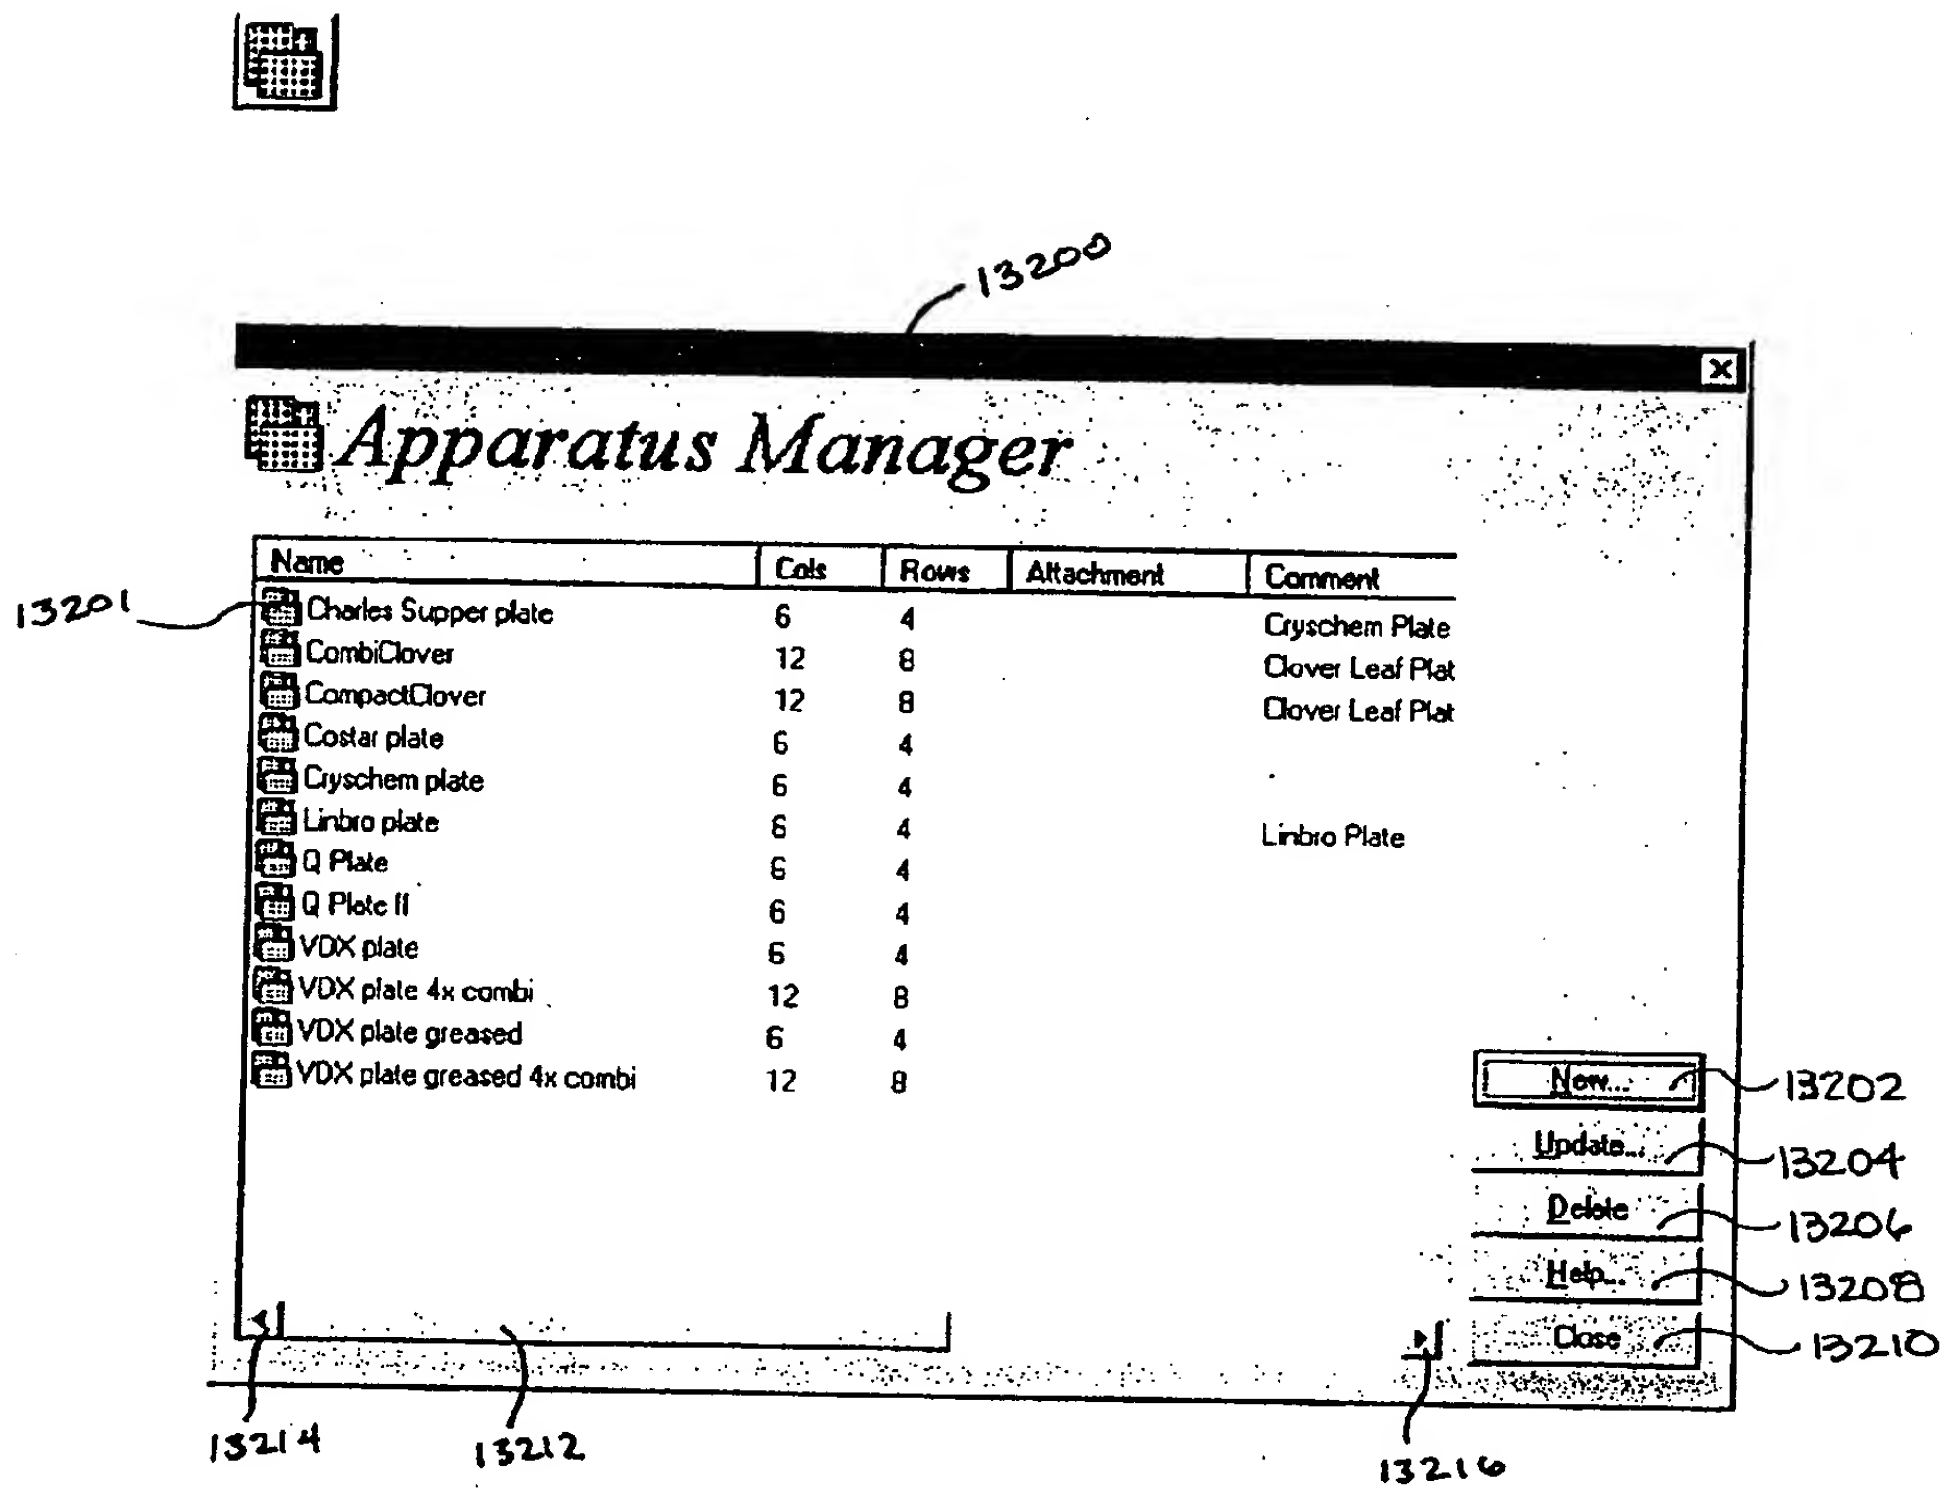 13200
X
Apparatus Manager
Name Cols Rows Attachment Comment
13201 Charles Supper plate 6 4 Cryschem Plate
CombiClover 12 8 Clover Leaf Plat
CompactClover 12 8 Clover Leaf Plat
Costar plate 6 4
Cryschem plate 6 4
Linbro plate 6 4 Linbro Plate
Q Plate 6 4
Q Plate II 6 4
VDX plate 6 4
VDX plate 4x combi 12 8
VDX plate greased 6 4
VDX plate greased 4x combi 12 8
New... 13202
Update... 13204
Delete 13206
Help... 13208
Close 13210
13214 13212 13216